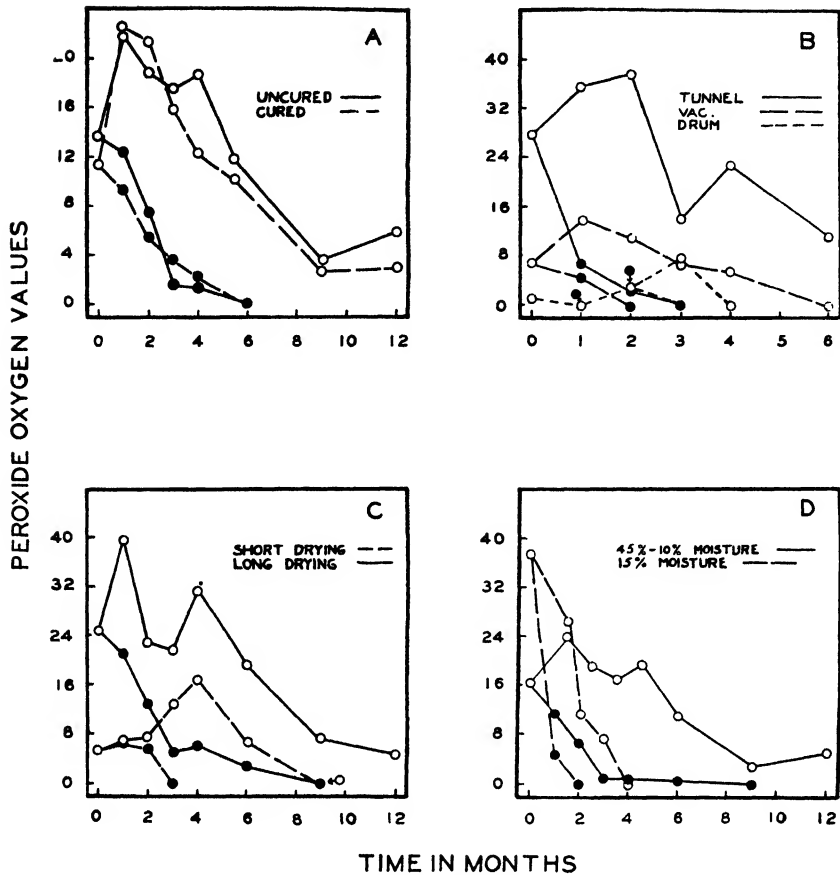 PEROXIDE OXYGEN VALUES
A
UNCURED
CURED
16
12
8
4
0
0 2 4 6 8 10 12
B
TUNNEL
VAC.
DRUM
40
32
24
16
8
0
0 1 2 3 4 5 6
C
SHORT DRYING
LONG DRYING
40
32
24
16
8
0
0 2 4 6 8 10 12
D
45%-10% MOISTURE
15% MOISTURE
40
32
24
16
8
0
0 2 4 6 8 10 12
TIME IN MONTHS